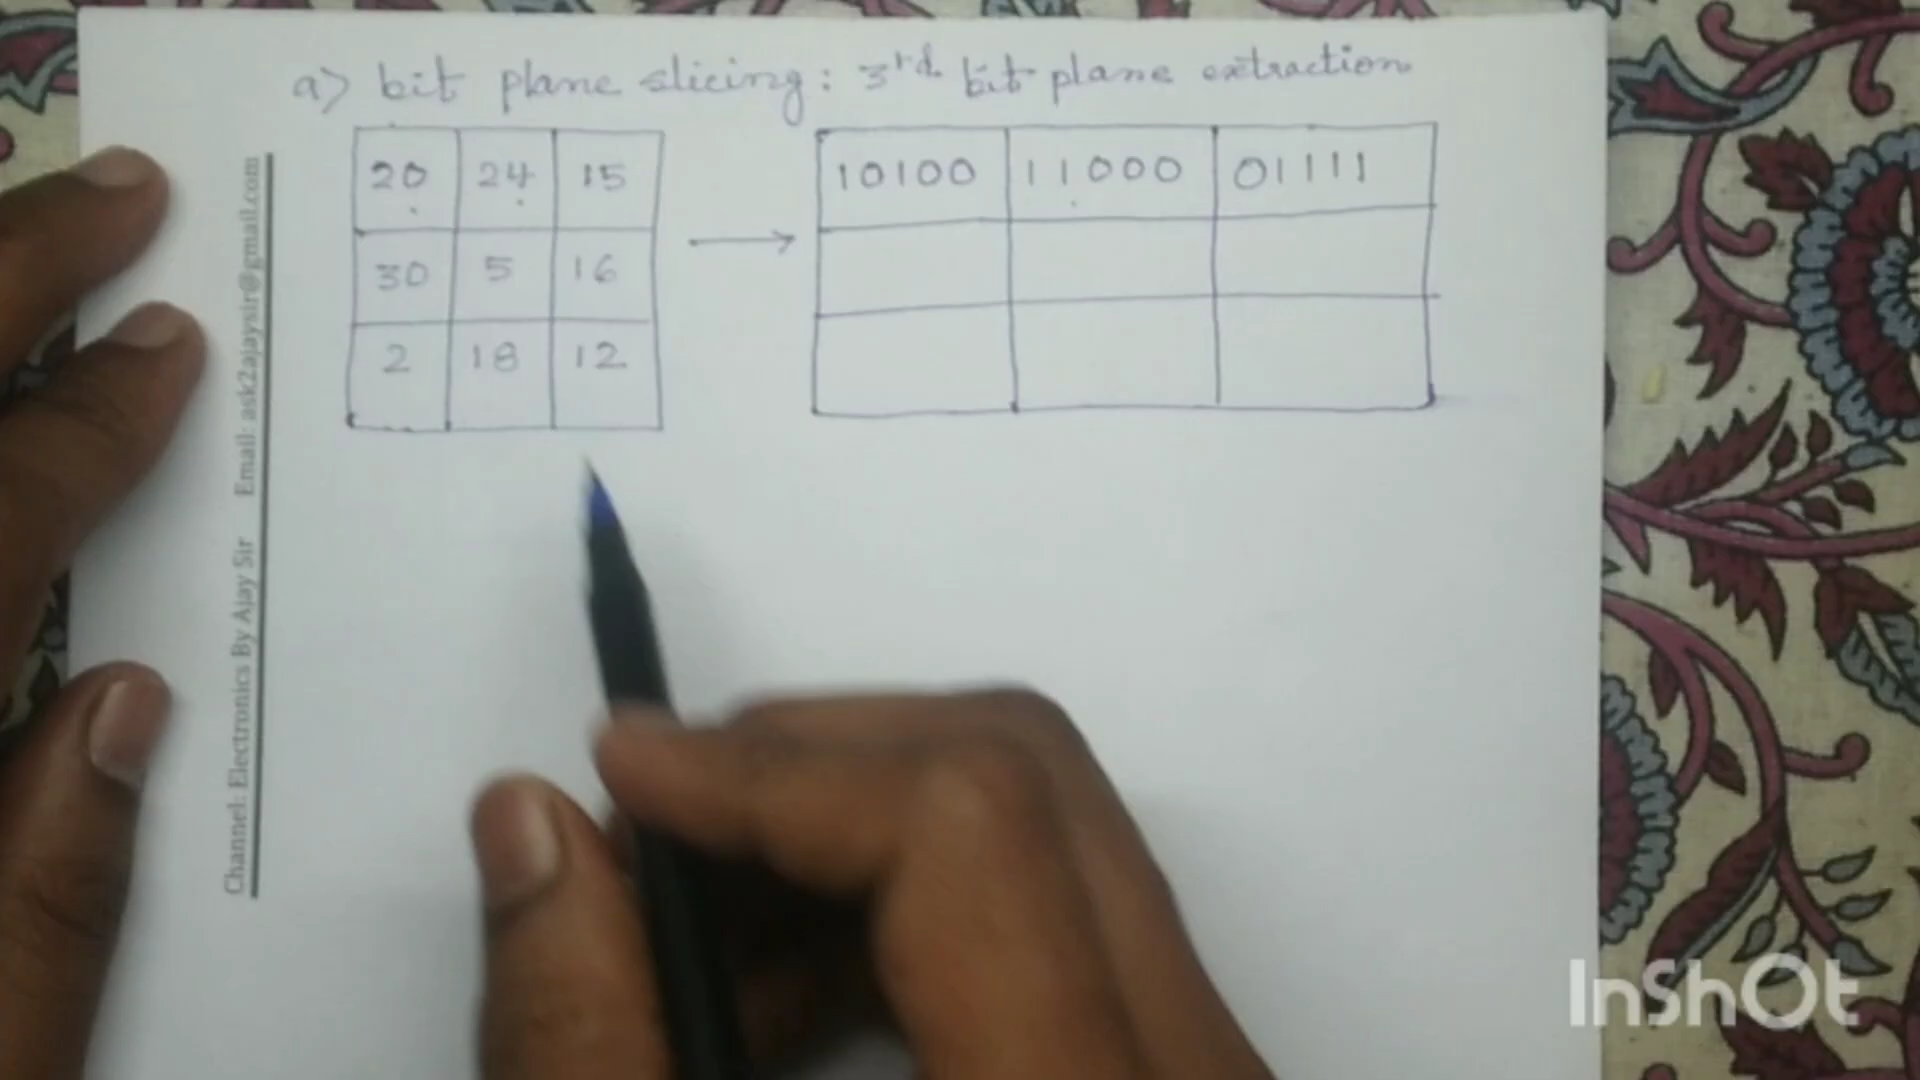 a) bit plane slicing: 3rd bit plane extraction
20 24 15
30 5 16
2 18 12
10100 11000 01111
Channel: Electronics By Ajay Sir Email: ask2ajaysir@gmail.com
InShOt